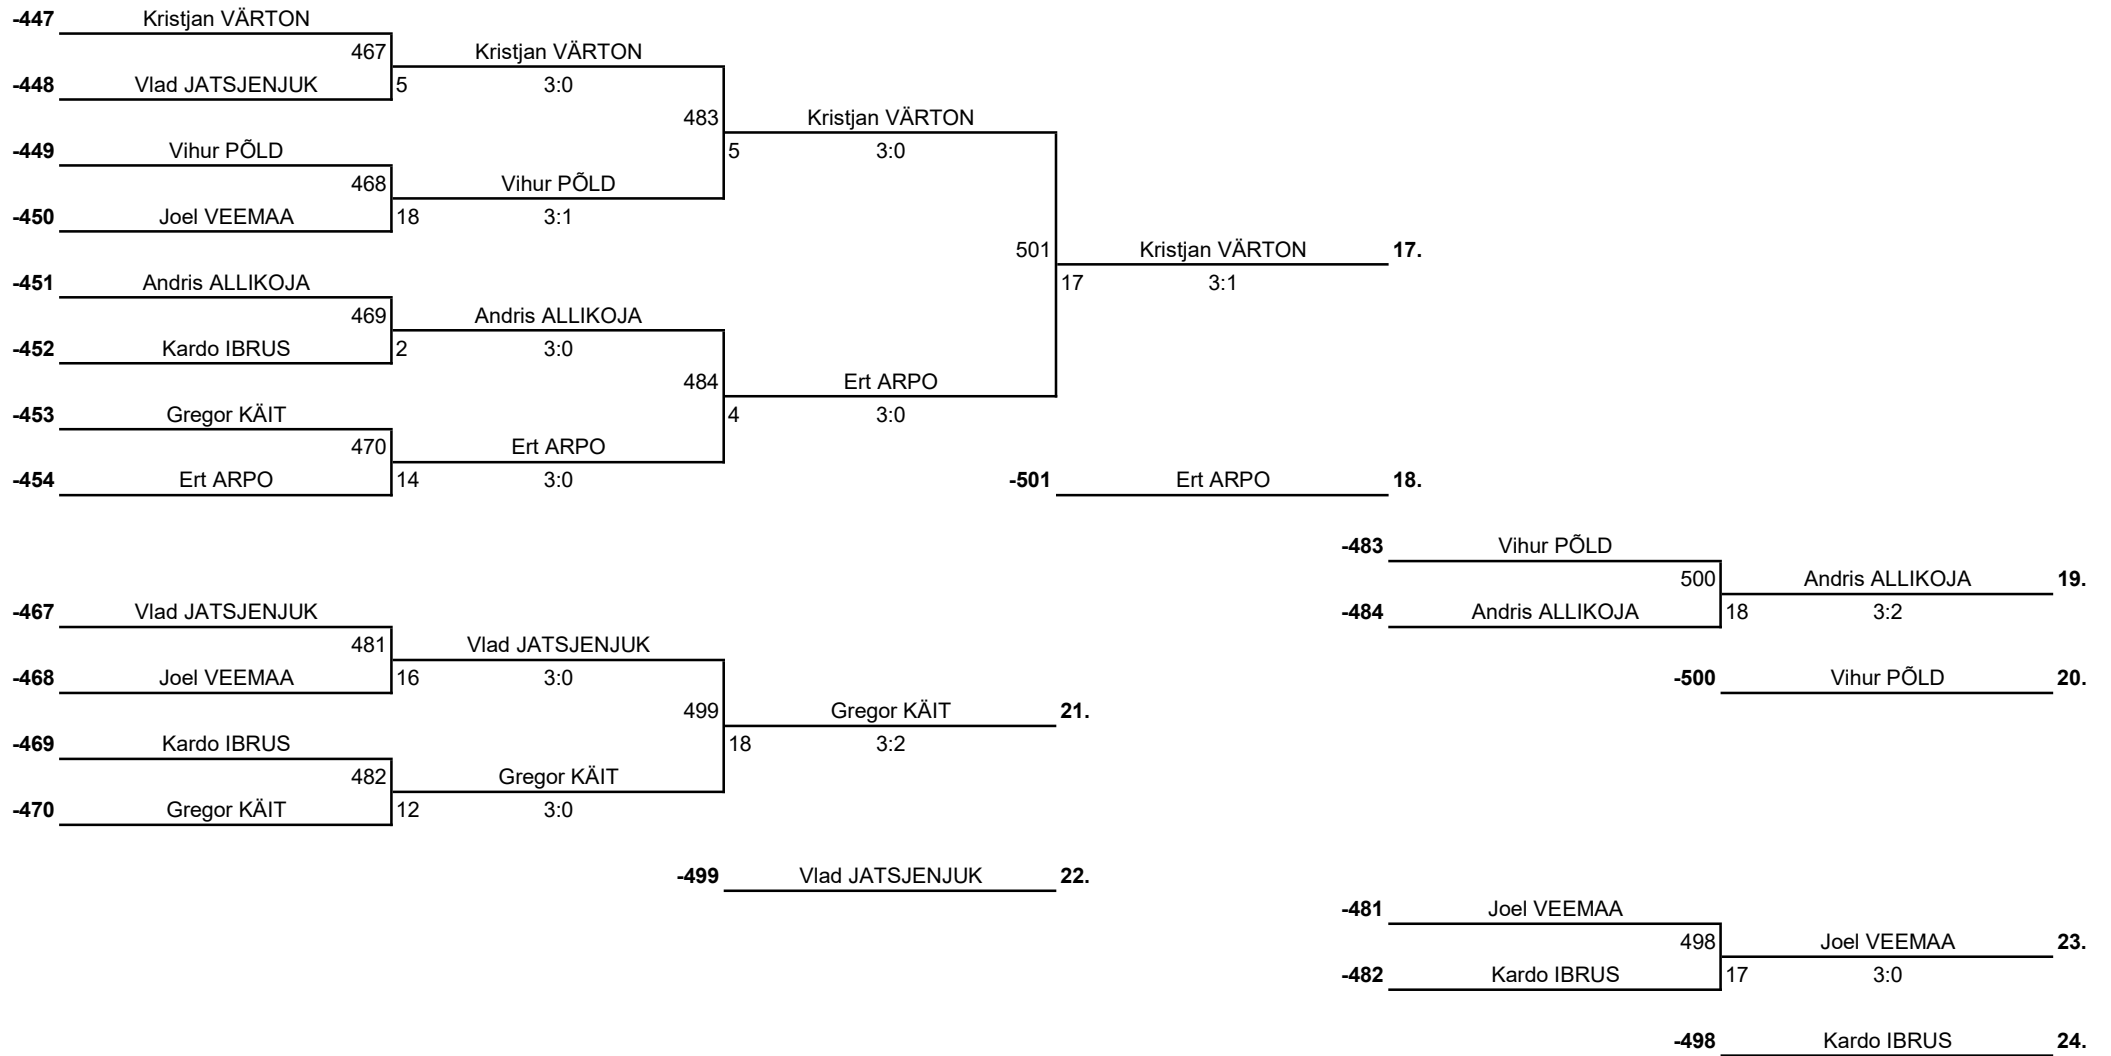 -447 Kristjan VÄRTON
467 Kristjan VÄRTON
-448 Vlad JATSJENJUK 5 3:0
483 Kristjan VÄRTON
-449 Vihur PÕLD 5 3:0
468 Vihur PÕLD
-450 Joel VEEMAA 18 3:1
501 Kristjan VÄRTON 17.
-451 Andris ALLIKOJA 17 3:1
469 Andris ALLIKOJA
-452 Kardo IBRUS 2 3:0
484 Ert ARPO
-453 Gregor KÄIT 4 3:0
470 Ert ARPO
-454 Ert ARPO 14 3:0 -501 Ert ARPO 18.
-483 Vihur PÕLD
500 Andris ALLIKOJA 19.
-467 Vlad JATSJENJUK -484 Andris ALLIKOJA 18 3:2
481 Vlad JATSJENJUK
-468 Joel VEEMAA 16 3:0 -500 Vihur PÕLD 20.
499 Gregor KÄIT 21.
-469 Kardo IBRUS 18 3:2
482 Gregor KÄIT
-470 Gregor KÄIT 12 3:0
-499 Vlad JATSJENJUK 22.
-481 Joel VEEMAA
498 Joel VEEMAA 23.
-482 Kardo IBRUS 17 3:0
-498 Kardo IBRUS 24.